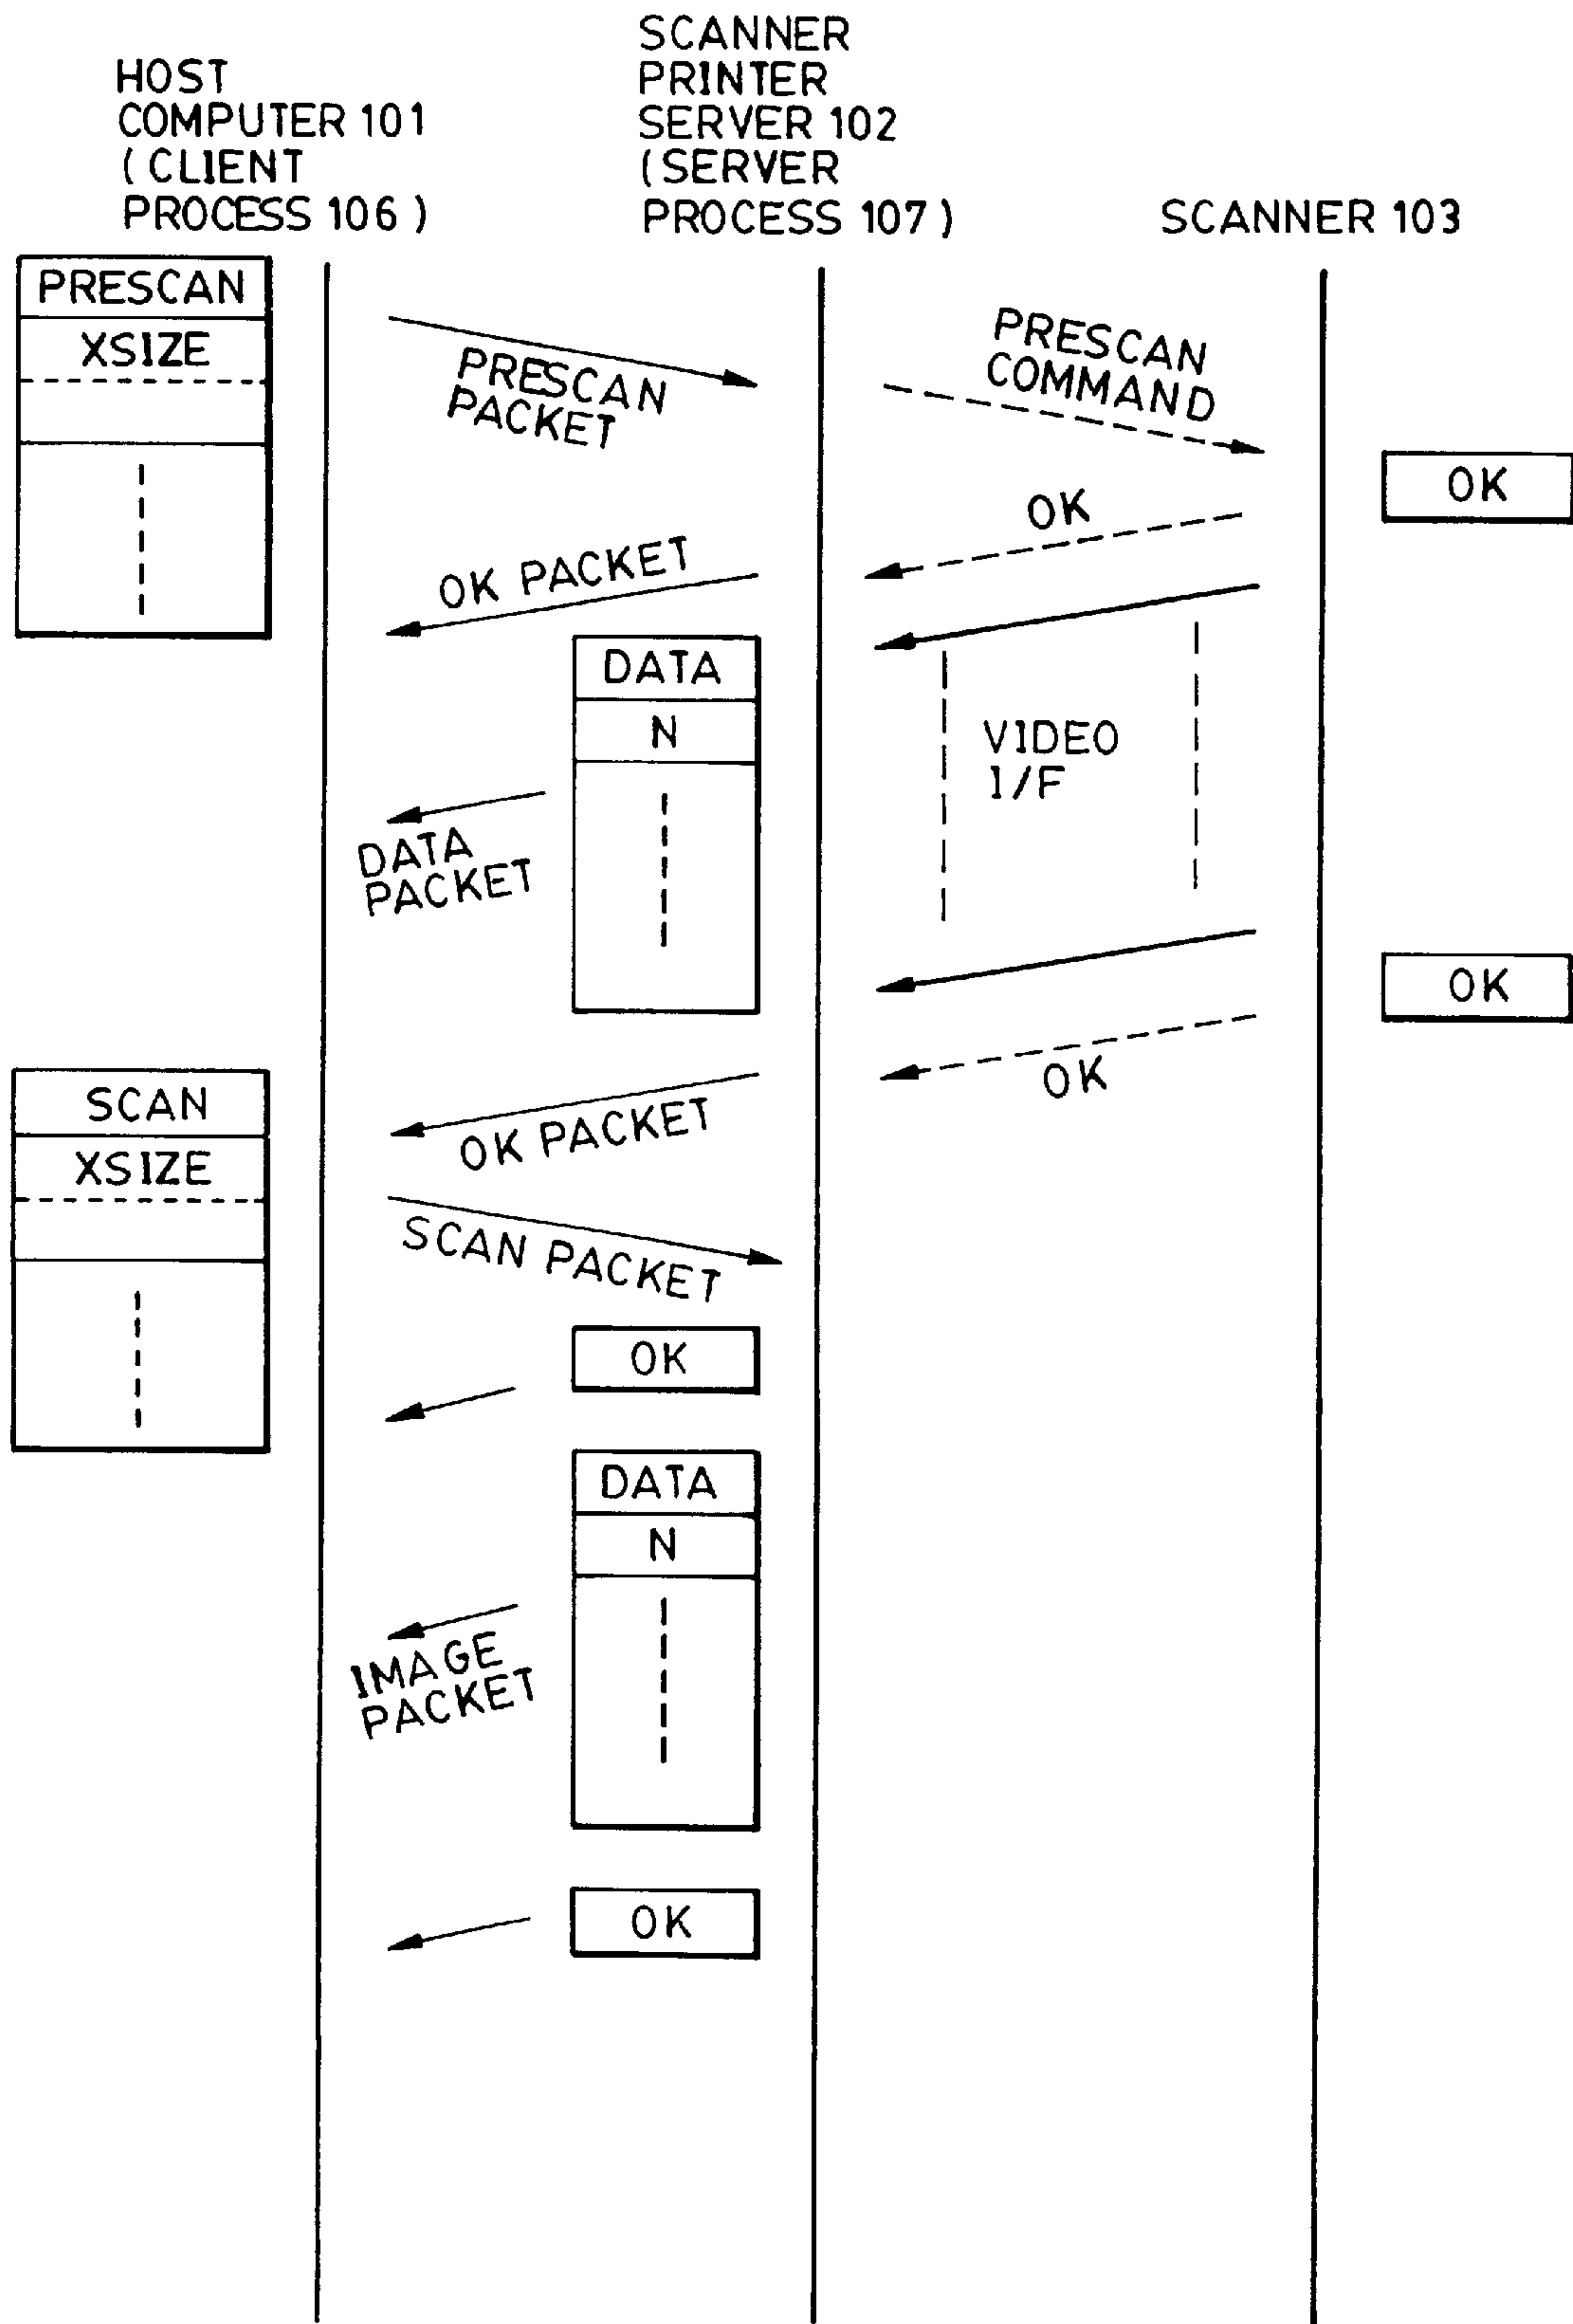 HOST
COMPUTER 101
(CLIENT
PROCESS 106)
SCANNER
PRINTER
SERVER 102
(SERVER
PROCESS 107)
SCANNER 103
PRESCAN
XSIZE
PRESCAN
PACKET
PRESCAN
COMMAND
OK
OK
OK PACKET
DATA
N
VIDEO
I/F
DATA
PACKET
OK
OK
OK PACKET
SCAN
XSIZE
SCAN PACKET
OK
DATA
N
IMAGE
PACKET
OK